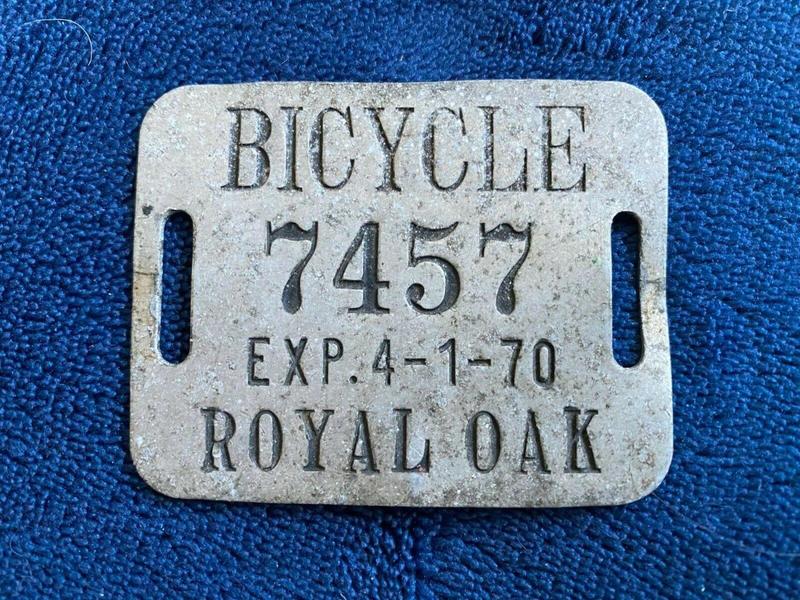 BICYCLE
7457
EXP. 4-1-70
ROYAL OAK